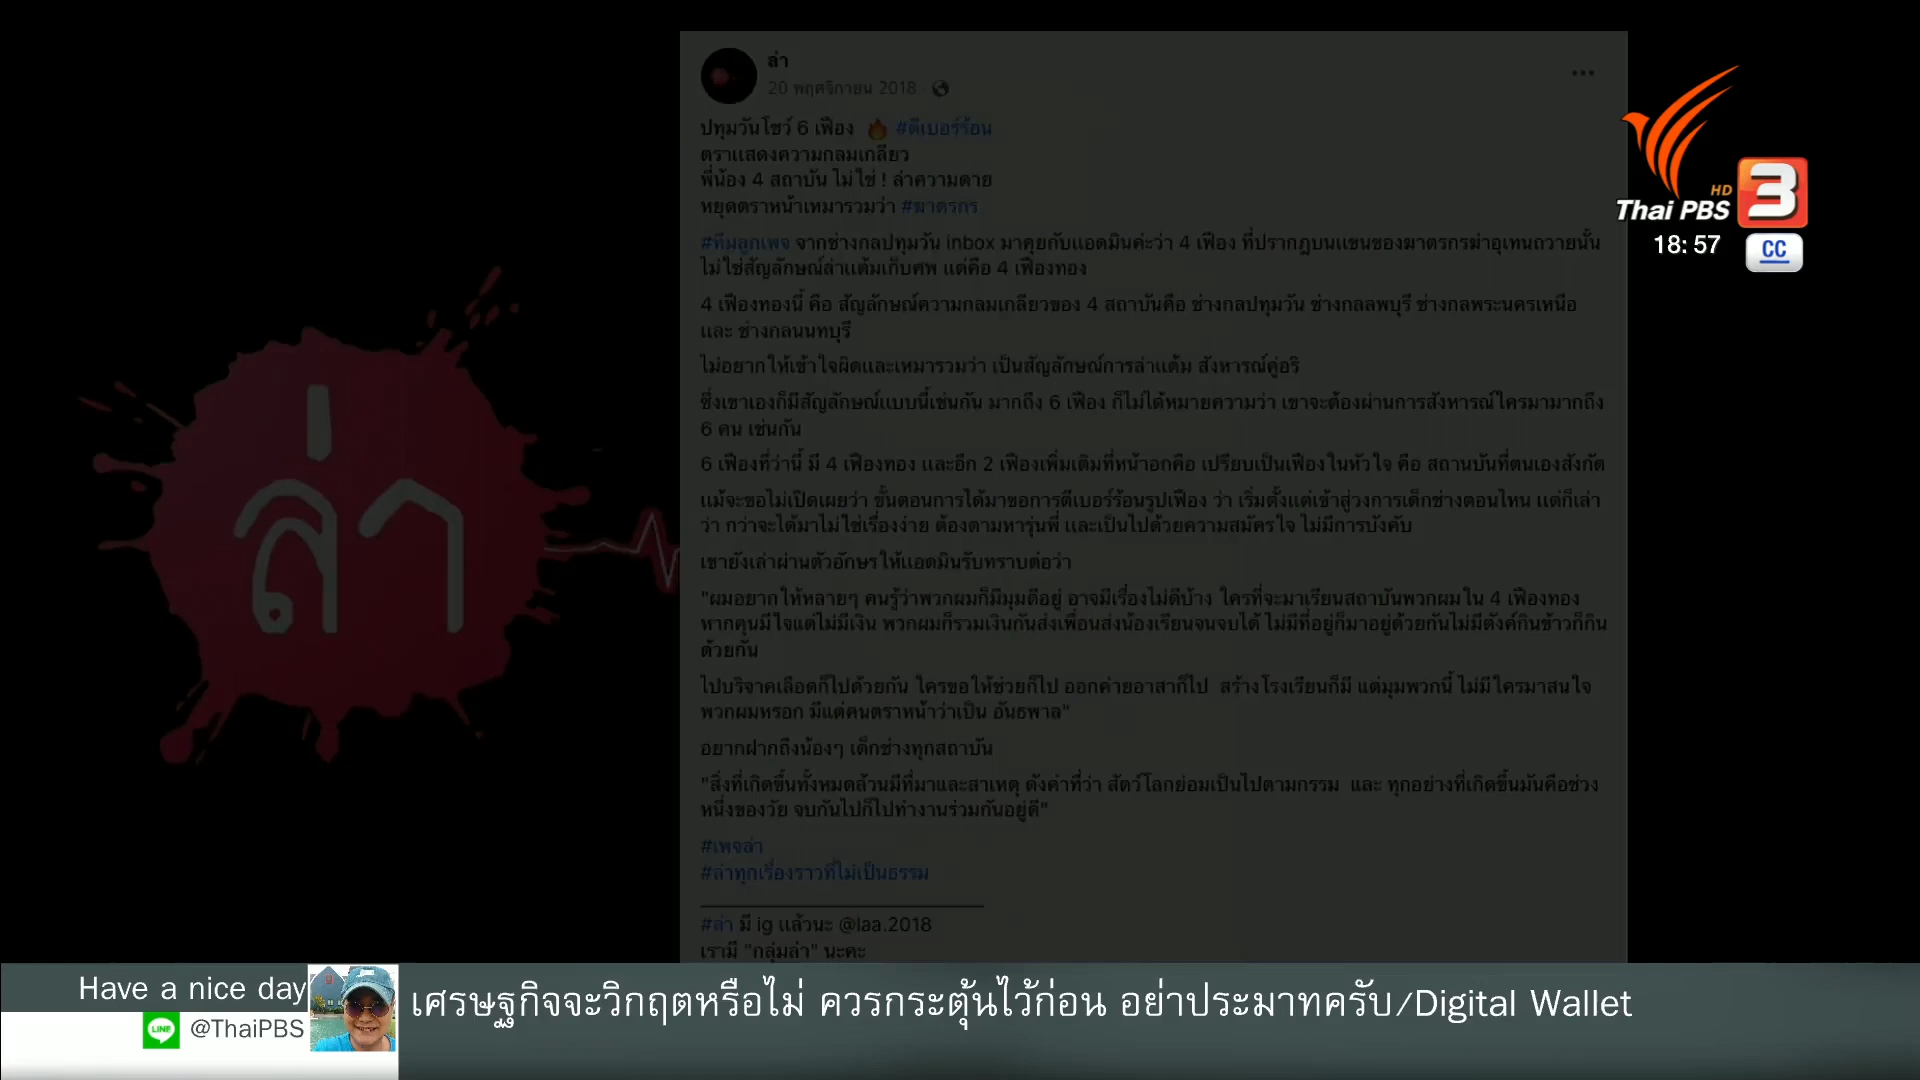 ล่า
20 พฤศจิกายน 2018
ปทุมวันโชว์ 6 เฟือง #ตีเบอร์ร้อน
ตราแสดงความกลมเกลียว
พี่น้อง 4 สถาบัน ไม่ใช่ ! ล่าความตาย
หยุดตราหน้าเหมารวมว่า #ฆาตรกร
#ทีมลูกเพจ จากช่างกลปทุมวัน inbox มาคุยกับแอดมินค่ะว่า 4 เฟือง ที่ปรากฎบนแขนของฆาตรกรฆ่าอุเทนถวายนั้น
ไม่ใช่สัญลักษณ์ล่าแต้มเก็บศพ แต่คือ 4 เฟืองทอง
4 เฟืองทองนี้ คือ สัญลักษณ์ความกลมเกลียวของ 4 สถาบันคือ ช่างกลปทุมวัน ช่างกลลพบุรี ช่างกลพระนครเหนือ
และ ช่างกลนนทบุรี
ไม่อยากให้เข้าใจผิดและเหมารวมว่า เป็นสัญลักษณ์การล่าแต้ม สังหารณ์คู่อริ
ซึ่งเขาเองก็มีสัญลักษณ์แบบนี้เช่นกัน มากถึง 6 เฟือง ก็ไม่ได้หมายความว่า เขาจะต้องผ่านการสังหารณ์ใครมามากถึง
6 คน เช่นกัน
6 เฟืองที่ว่านี้ มี 4 เฟืองทอง และอีก 2 เฟืองเพิ่มเติมที่หน้าอกคือ เปรียบเป็นเฟืองในหัวใจ คือ สถานบันที่ตนเองสังกัด
แม้จะขอไม่เปิดเผยว่า ขั้นตอนการได้มาขอการตีเบอร์ร้อนรูปเฟือง ว่า เริ่มตั้งแต่เข้าสู่วงการเด็กช่างตอนไหน แต่ก็เล่า
ว่า กว่าจะได้มาไม่ใช่เรื่องง่าย ต้องตามหารุ่นพี่ และเป็นไปด้วยความสมัครใจ ไม่มีการบังคับ
เขายังเล่าผ่านตัวอักษรให้แอดมินรับทราบต่อว่า
"ผมอยากให้หลายๆ คนรู้ว่าพวกผมก็มีมุมดีอยู่ อาจมีเรื่องไม่ดีบ้าง ใครที่จะมาเรียนสถาบันพวกผมใน 4 เฟืองทอง
หากคุนมีใจแต่ไม่มีเงิน พวกผมก็รวมเงินกันส่งเพื่อนส่งน้องเรียนจนจบได้ ไม่มีที่อยู่ก็มาอยู่ด้วยกันไม่มีตังค์กินข้าวก็กิน
ด้วยกัน
ไปบริจาคเลือดก็ไปด้วยกัน ใครขอให้ช่วยก็ไป ออกค่ายอาสาก็ไป สร้างโรงเรียนก็มี แต่มุมพวกนี้ ไม่มีใครมาสนใจ
พวกผมหรอก มีแต่คนตราหน้าว่าเป็น อันธพาล"
อยากฝากถึงน้องๆ เด็กช่างทุกสถาบัน
"สิ่งที่เกิดขึ้นทั้งหมดล้วนมีที่มาและสาเหตุ ดังคำที่ว่า สัตว์โลกย่อมเป็นไปตามกรรม และ ทุกอย่างที่เกิดขึ้นมันคือช่วง
หนึ่งของวัย จบกันไปก็ไปทำงานร่วมกันอยู่ดี"
#เพจล่า
#ล่าทุกเรื่องราวที่ไม่เป็นธรรม
#ล่า มี ig แล้วนะ @laa.2018
เรามี "กลุ่มล่า" นะคะ
ล่า
HD
Thai PBS 3
18:57 CC
Have a nice day
LINE @ThaiPBS
เศรษฐกิจจะวิกฤตหรือไม่ ควรกระตุ้นไว้ก่อน อย่าประมาทครับ/Digital Wallet